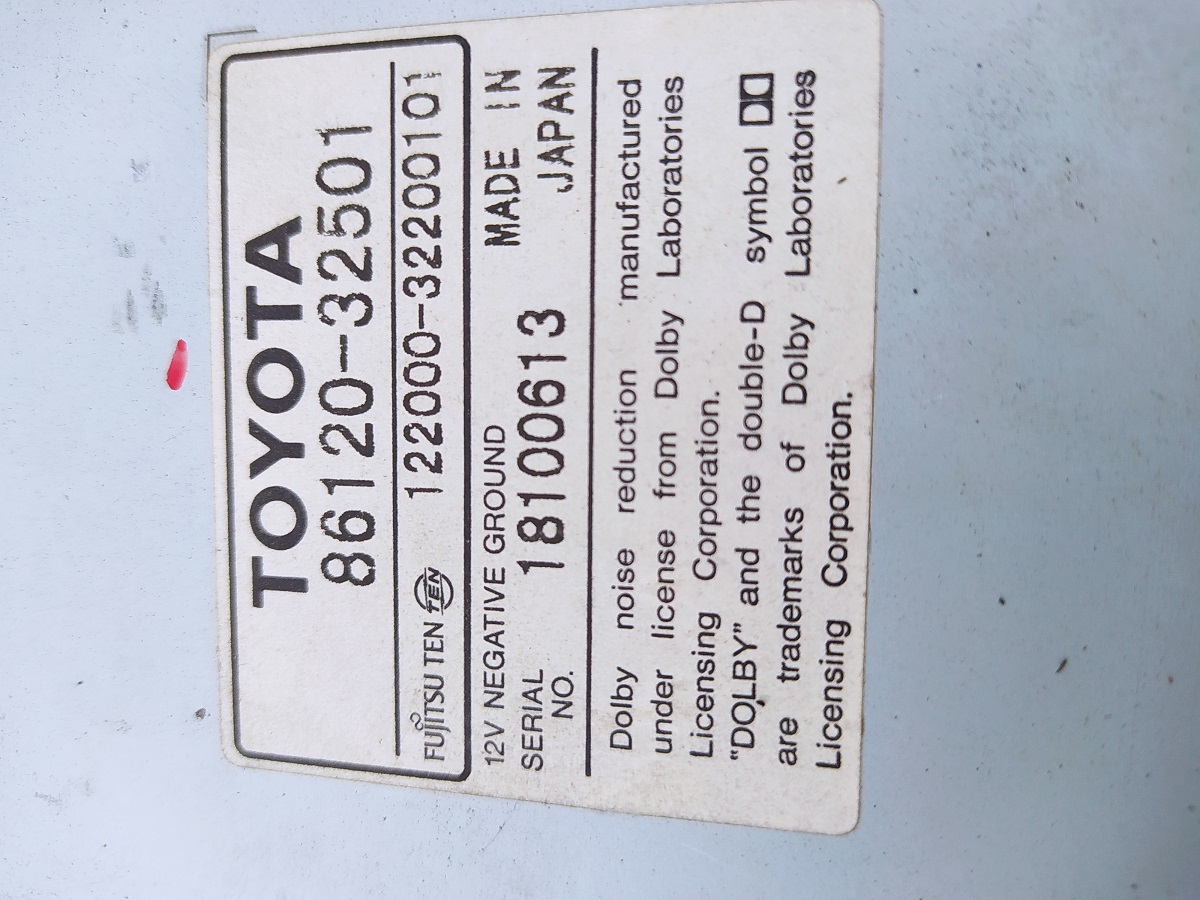 TOYOTA
86120-32501
FUJITSU TEN TEN 122000-32200101
12V NEGATIVE GROUND MADE IN
SERIAL NO. 18100613 JAPAN
Dolby noise reduction manufactured
under license from Dolby Laboratories
Licensing Corporation.
“DOLBY” and the double-D symbol
are trademarks of Dolby Laboratories
Licensing Corporation.